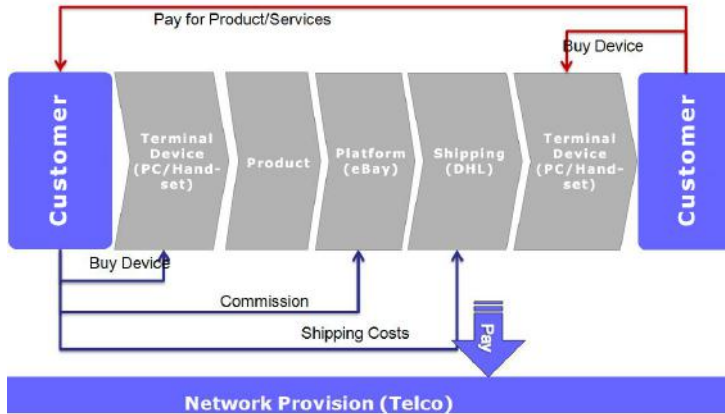 Pay for Product/Services
Buy Device
Customer
Terminal
Device
(PC/Hand-
set)
Product
Platform
(eBay)
Shipping
(DHL)
Terminal
Device
(PC/Hand-
set)
Customer
Buy Device
Commission
Shipping Costs
Pay
Network Provision (Telco)